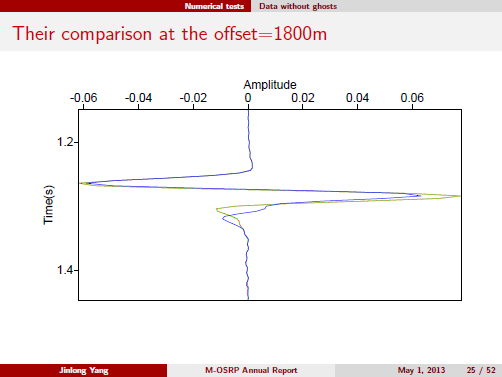 Numerical tests Data without ghosts
Their comparison at the offset=1800m
Amplitude
-0.06 -0.04 -0.02 0 0.02 0.04 0.06
1.2
Time(s)
1.4
Jinlong Yang M-OSRP Annual Report May 1, 2013 25 / 52